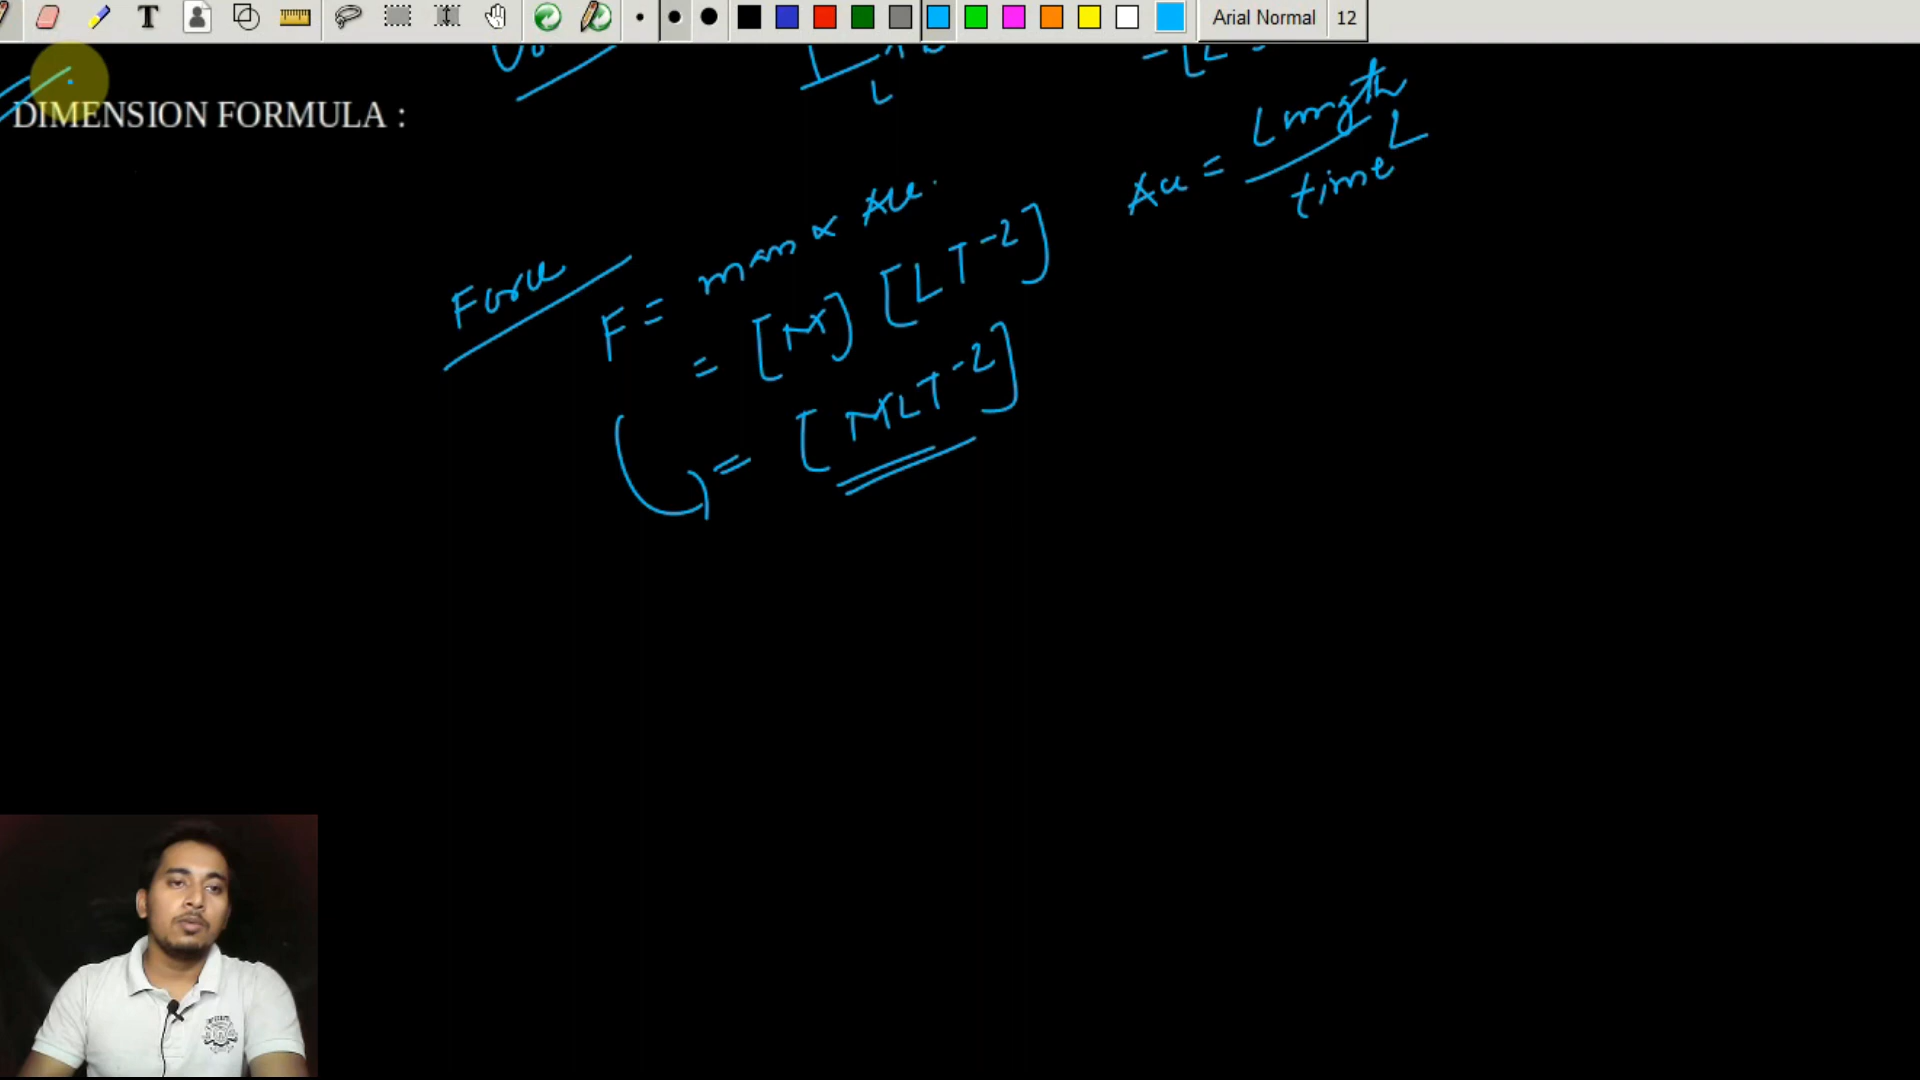 Arial Normal 12
DIMENSION FORMULA :
Acc = Length / time²
Force
F = mass × Acc.
= [M] [LT⁻²]
= [MLT⁻²]